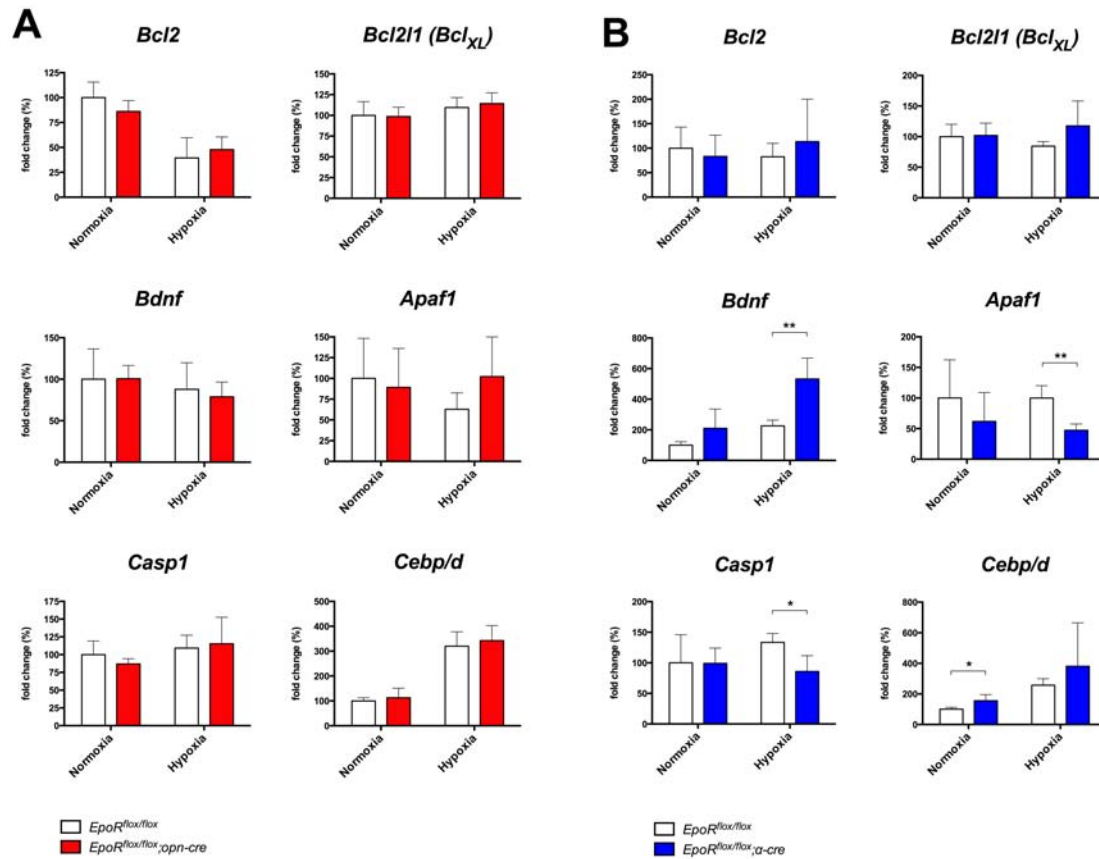 A
Bcl2
fold change (%)
125
100
75
50
25
0
Normoxia
Hypoxia
Bcl2l1 (BclXL)
fold change (%)
150
125
100
75
50
25
0
Normoxia
Hypoxia
Bdnf
fold change (%)
150
100
50
0
Normoxia
Hypoxia
Apaf1
fold change (%)
150
125
100
75
50
25
0
Normoxia
Hypoxia
Casp1
fold change (%)
175
150
125
100
75
50
25
0
Normoxia
Hypoxia
Cebp/d
fold change (%)
500
400
300
200
100
0
Normoxia
Hypoxia
EpoRflox/flox
EpoRflox/flox;opn-cre
B
Bcl2
fold change (%)
250
200
150
100
50
0
Normoxia
Hypoxia
Bcl2l1 (BclXL)
fold change (%)
200
150
100
50
0
Normoxia
Hypoxia
Bdnf
fold change (%)
800
600
400
200
0
**
Normoxia
Hypoxia
Apaf1
fold change (%)
200
150
100
50
0
**
Normoxia
Hypoxia
Casp1
fold change (%)
200
150
100
50
0
*
Normoxia
Hypoxia
Cebp/d
fold change (%)
800
600
400
200
0
*
Normoxia
Hypoxia
EpoRflox/flox
EpoRflox/flox;α-cre